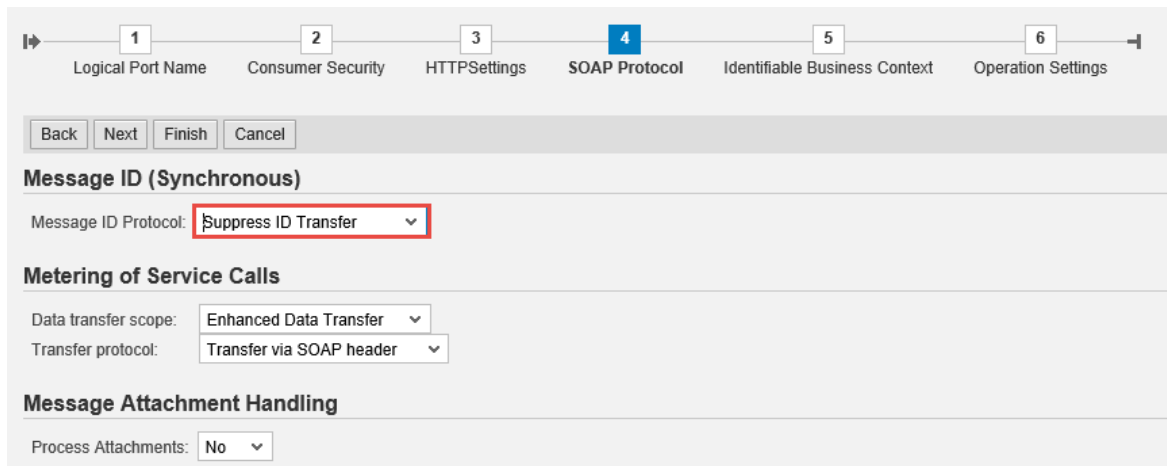 1 2 3 4 5 6
Logical Port Name Consumer Security HTTPSettings SOAP Protocol Identifiable Business Context Operation Settings
Back Next Finish Cancel
Message ID (Synchronous)
Message ID Protocol: Suppress ID Transfer
Metering of Service Calls
Data transfer scope: Enhanced Data Transfer
Transfer protocol: Transfer via SOAP header
Message Attachment Handling
Process Attachments: No